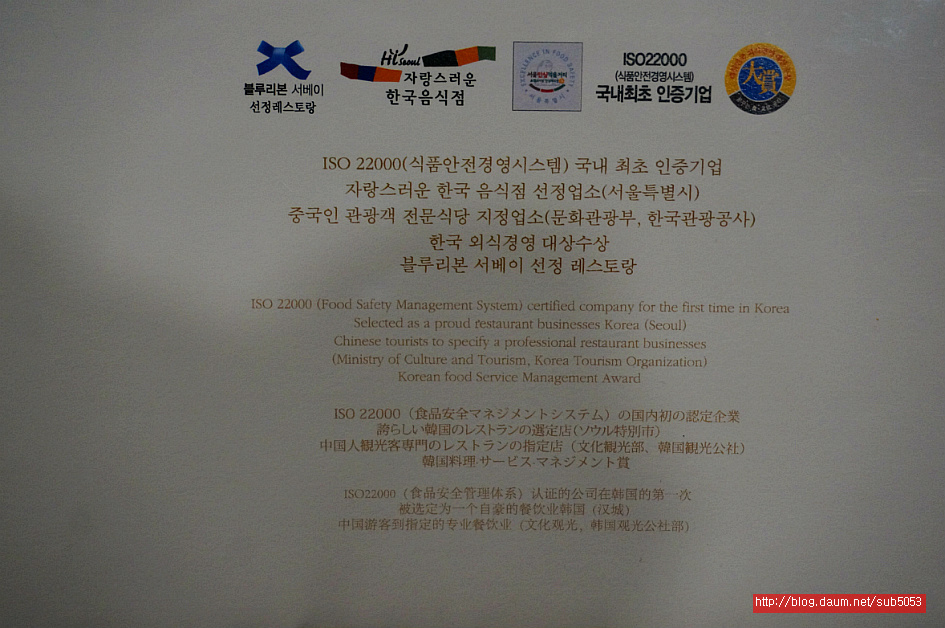 블루리본 서베이
선정레스토랑
Hi Seoul
자랑스러운
한국음식점
EXCELLENCE IN FOOD SAFETY
서울특별시
ISO22000
(식품안전경영시스템)
국내최초 인증기업
大賞
ISO 22000(식품안전경영시스템) 국내 최초 인증기업
자랑스러운 한국 음식점 선정업소(서울특별시)
중국인 관광객 전문식당 지정업소(문화관광부, 한국관광공사)
한국 외식경영 대상수상
블루리본 서베이 선정 레스토랑
ISO 22000 (Food Safety Management System) certified company for the first time in Korea
Selected as a proud restaurant businesses Korea (Seoul)
Chinese tourists to specify a professional restaurant businesses
(Ministry of Culture and Tourism, Korea Tourism Organization)
Korean food Service Management Award
ISO 22000（食品安全マネジメントシステム）の国内初の認定企業
誇らしい韓国のレストランの選定店(ソウル特別市）
中国人観光客専門のレストランの指定店（文化観光部、韓国観光公社）
韓国料理·サービス·マネジメント賞
ISO22000（食品安全管理体系）认证的公司在韩国的第一次
被选定为一个自豪的餐饮业韩国 (汉城)
中国游客到指定的专业餐饮业 (文化观光，韩国观光公社部)
http://blog.daum.net/sub5053